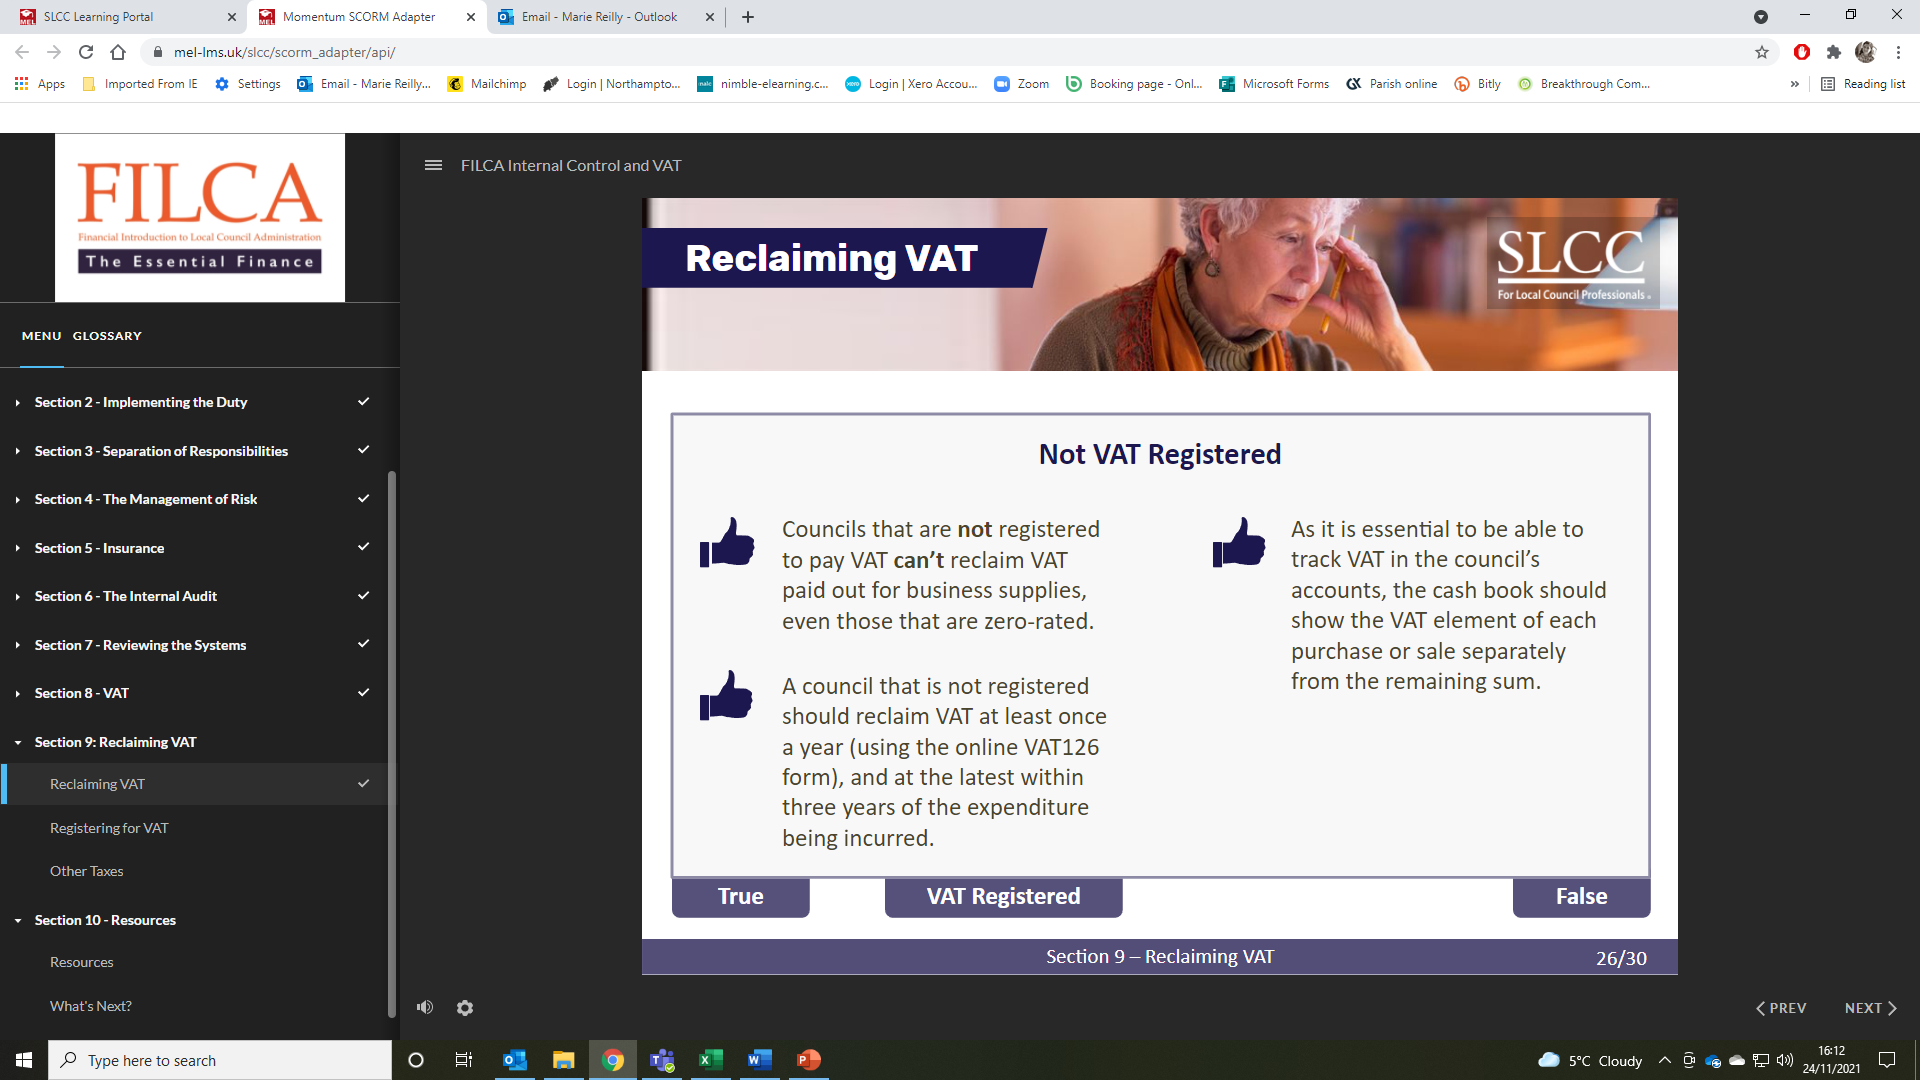 SLCC Learning Portal
Momentum SCORM Adapter
Email - Marie Reilly - Outlook
mel-lms.uk/slcc/scorm_adapter/api/
Apps
Imported From IE
Settings
Email - Marie Reilly...
Mailchimp
Login | Northampto...
nimble-elearning.c...
Login | Xero Accou...
Zoom
Booking page - Onl...
Microsoft Forms
Parish online
Bitly
Breakthrough Com...
»
Reading list
FILCA
Financial Introduction to Local Council Administration
The Essential Finance
MENU GLOSSARY
Section 2 - Implementing the Duty
Section 3 - Separation of Responsibilities
Section 4 - The Management of Risk
Section 5 - Insurance
Section 6 - The Internal Audit
Section 7 - Reviewing the Systems
Section 8 - VAT
Section 9: Reclaiming VAT
Reclaiming VAT
Registering for VAT
Other Taxes
Section 10 - Resources
Resources
What's Next?
FILCA Internal Control and VAT
Reclaiming VAT
SLCC
For Local Council Professionals
Not VAT Registered
Councils that are not registered
to pay VAT can't reclaim VAT
paid out for business supplies,
even those that are zero-rated.
A council that is not registered
should reclaim VAT at least once
a year (using the online VAT126
form), and at the latest within
three years of the expenditure
being incurred.
As it is essential to be able to
track VAT in the council's
accounts, the cash book should
show the VAT element of each
purchase or sale separately
from the remaining sum.
True
VAT Registered
False
Section 9 – Reclaiming VAT
26/30
PREV
NEXT
Type here to search
5°C Cloudy
16:12
24/11/2021